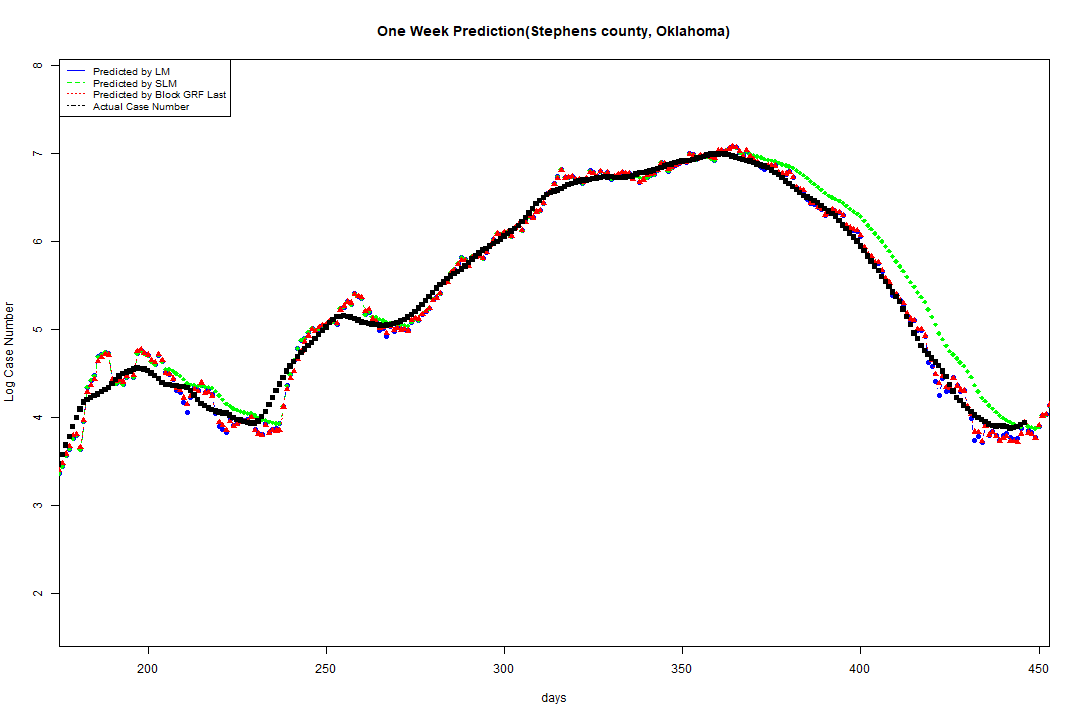 One Week Prediction(Stephens county, Oklahoma)
Predicted by LM
Predicted by SLM
Predicted by Block GRF Last
Actual Case Number
8
7
6
5
4
3
2
Log Case Number
200 250 300 350 400 450
days